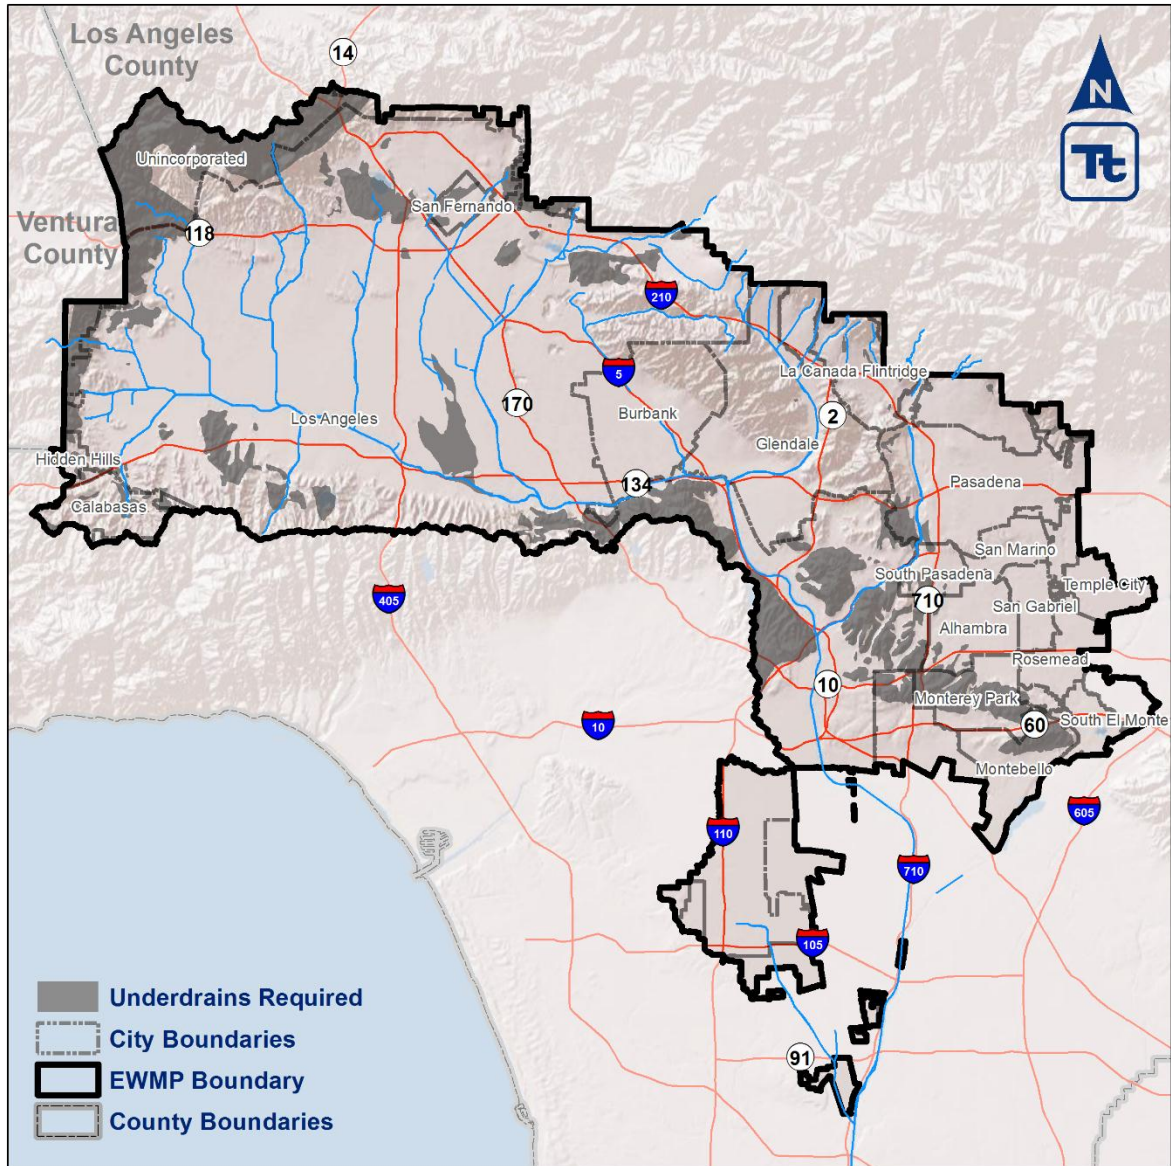 Los Angeles
County
14
N
Tt
Unincorporated
San Fernando
Ventura
County
118
210
5
La Canada Flintridge
170
2
Los Angeles
Burbank
Glendale
Hidden Hills
134
Pasadena
Calabasas
San Marino
South Pasadena
Temple City
405
710
San Gabriel
Alhambra
Rosemead
10
Monterey Park
60
South El Monte
10
Montebello
605
110
710
105
91
Underdrains Required
City Boundaries
EWMP Boundary
County Boundaries